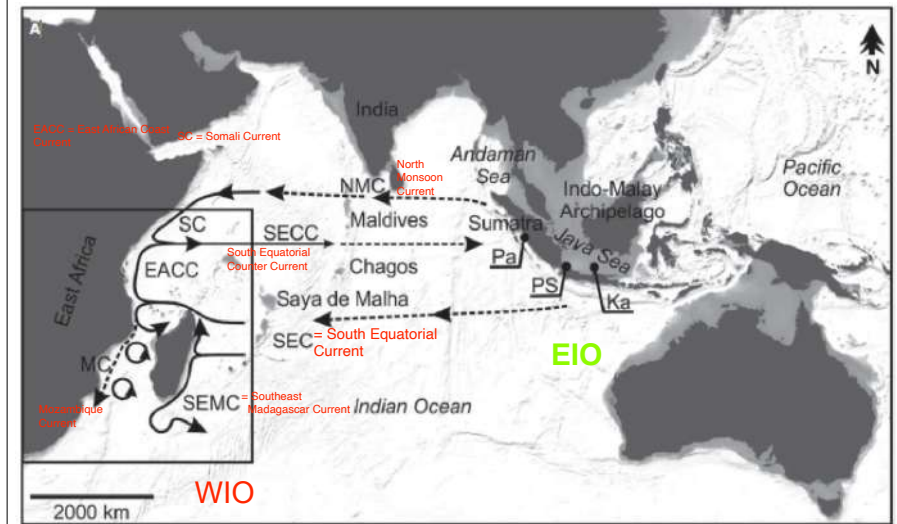 A
N
India
EACC = East African Coast
Current
SC = Somali Current
North
Monsoon
Current
Andaman
Sea
Pacific
Ocean
Indo-Malay
Archipelago
NMC
Maldives
Sumatra
SC
SECC
Java Sea
South Equatorial
Counter Current
Pa
EACC
Chagos
East Africa
PS
Ka
Saya de Malha
SEC = South Equatorial
Current
EIO
MC
SEMC = Southeast
Madagascar Current
Indian Ocean
Mozambique
Current
WIO
2000 km